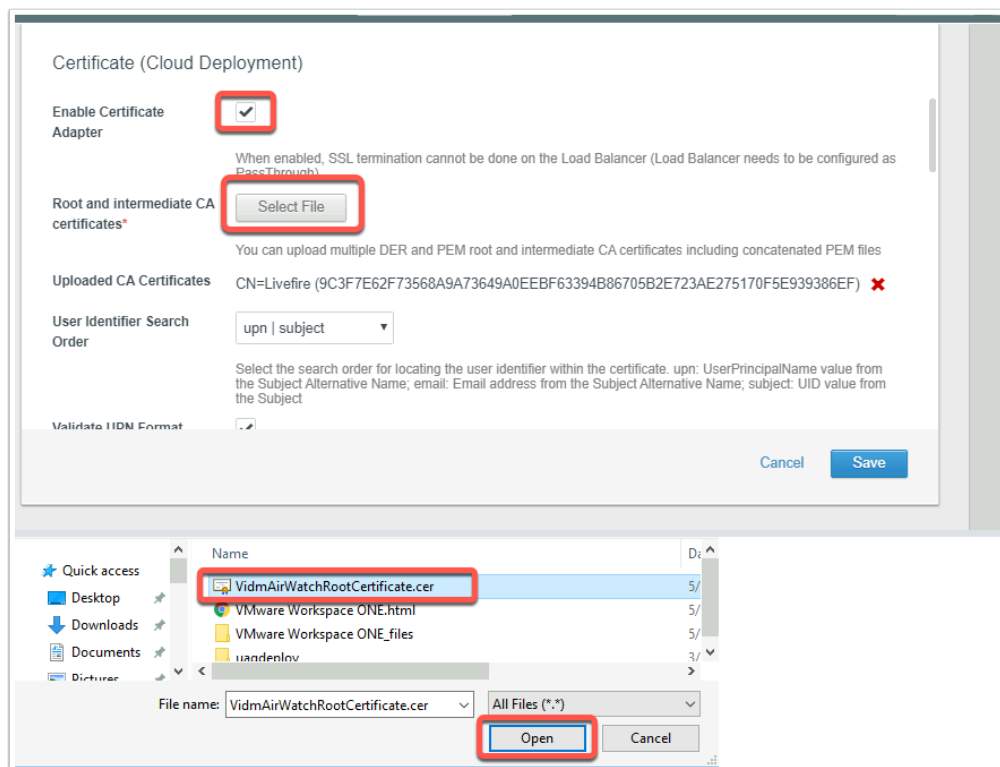 Certificate (Cloud Deployment)
Enable Certificate
Adapter
When enabled, SSL termination cannot be done on the Load Balancer (Load Balancer needs to be configured as
PassThrough)
Root and intermediate CA
certificates*
Select File
You can upload multiple DER and PEM root and intermediate CA certificates including concatenated PEM files
Uploaded CA Certificates
CN=Livefire (9C3F7E62F73568A9A73649A0EEBF63394B86705B2E723AE275170F5E939386EF)
User Identifier Search
Order
upn | subject
Select the search order for locating the user identifier within the certificate. upn: UserPrincipalName value from
the Subject Alternative Name; email: Email address from the Subject Alternative Name; subject: UID value from
the Subject
Validate UPN Format
Cancel
Save
Name
Da
Quick access
Desktop
Downloads
Documents
Pictures
VidmAirWatchRootCertificate.cer
5/
VMware Workspace ONE.html
5/
VMware Workspace ONE_files
5/
uagdeploy
3/
File name:
VidmAirWatchRootCertificate.cer
All Files (*.*)
Open
Cancel